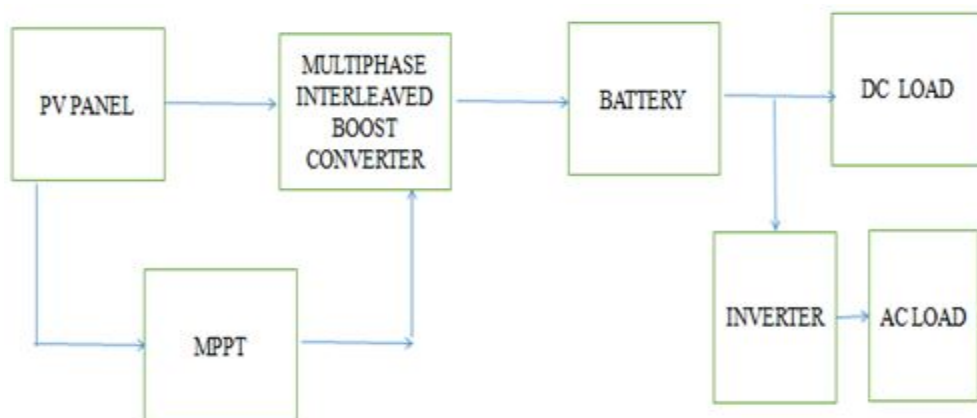 PV PANEL
MULTIPHASE
INTERLEAVED
BOOST
CONVERTER
BATTERY
DC LOAD
MPPT
INVERTER
AC LOAD